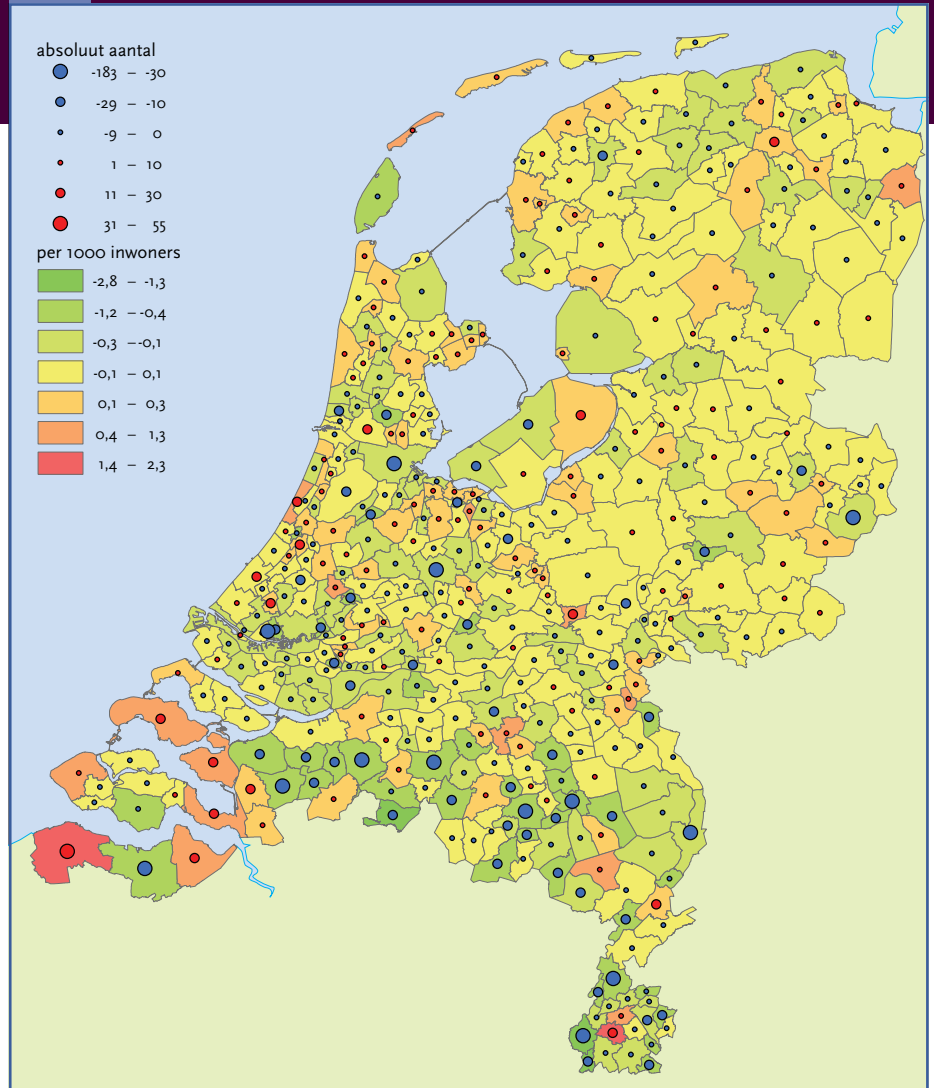 absoluut aantal
-183 – -30
-29 – -10
-9 – 0
1 – 10
11 – 30
31 – 55
per 1000 inwoners
-2,8 – -1,3
-1,2 – -0,4
-0,3 – -0,1
-0,1 – 0,1
0,1 – 0,3
0,4 – 1,3
1,4 – 2,3